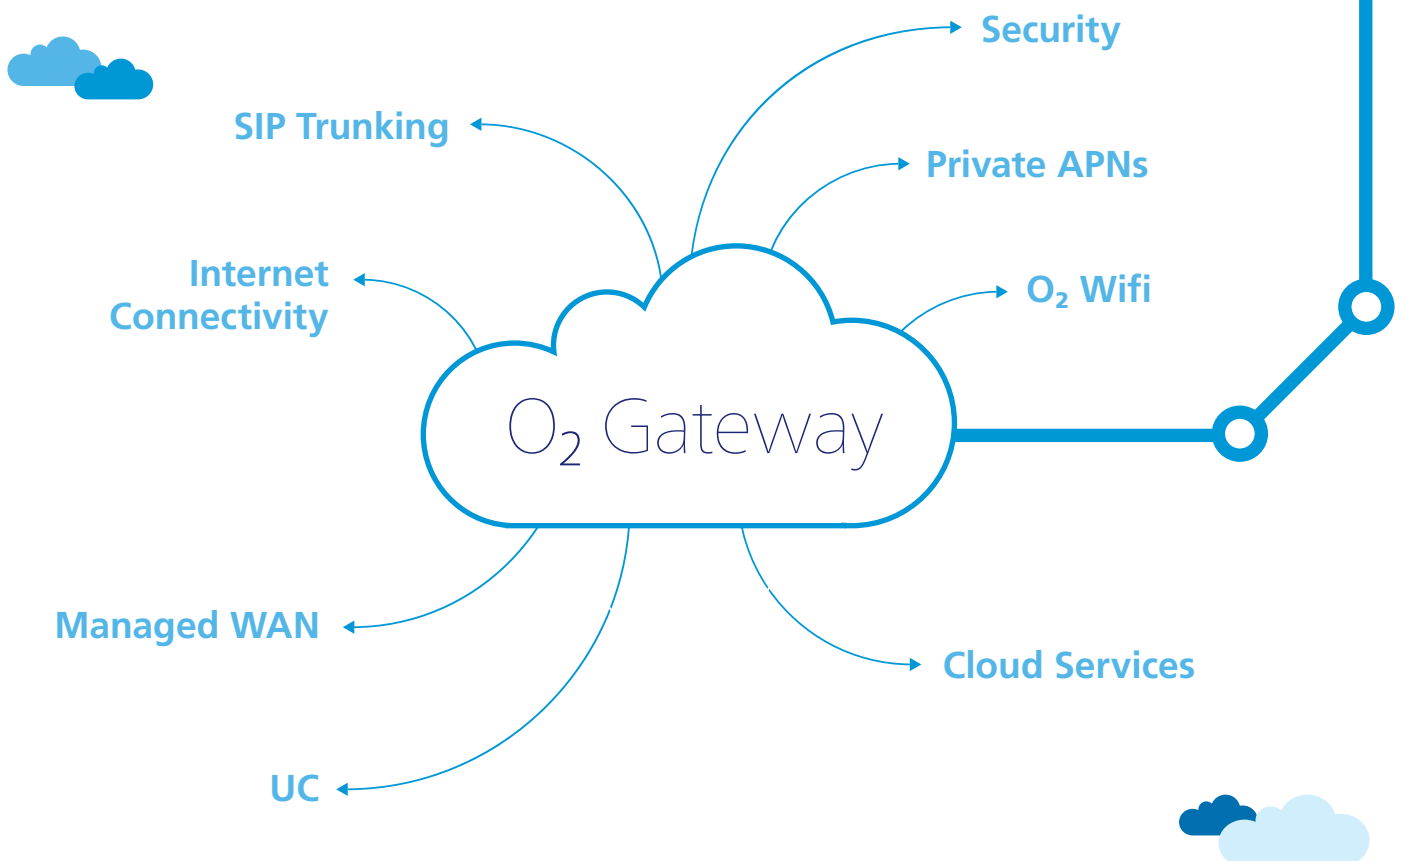 Security
SIP Trunking
Private APNs
Internet
Connectivity
O₂ Wifi
O₂ Gateway
Managed WAN
Cloud Services
UC